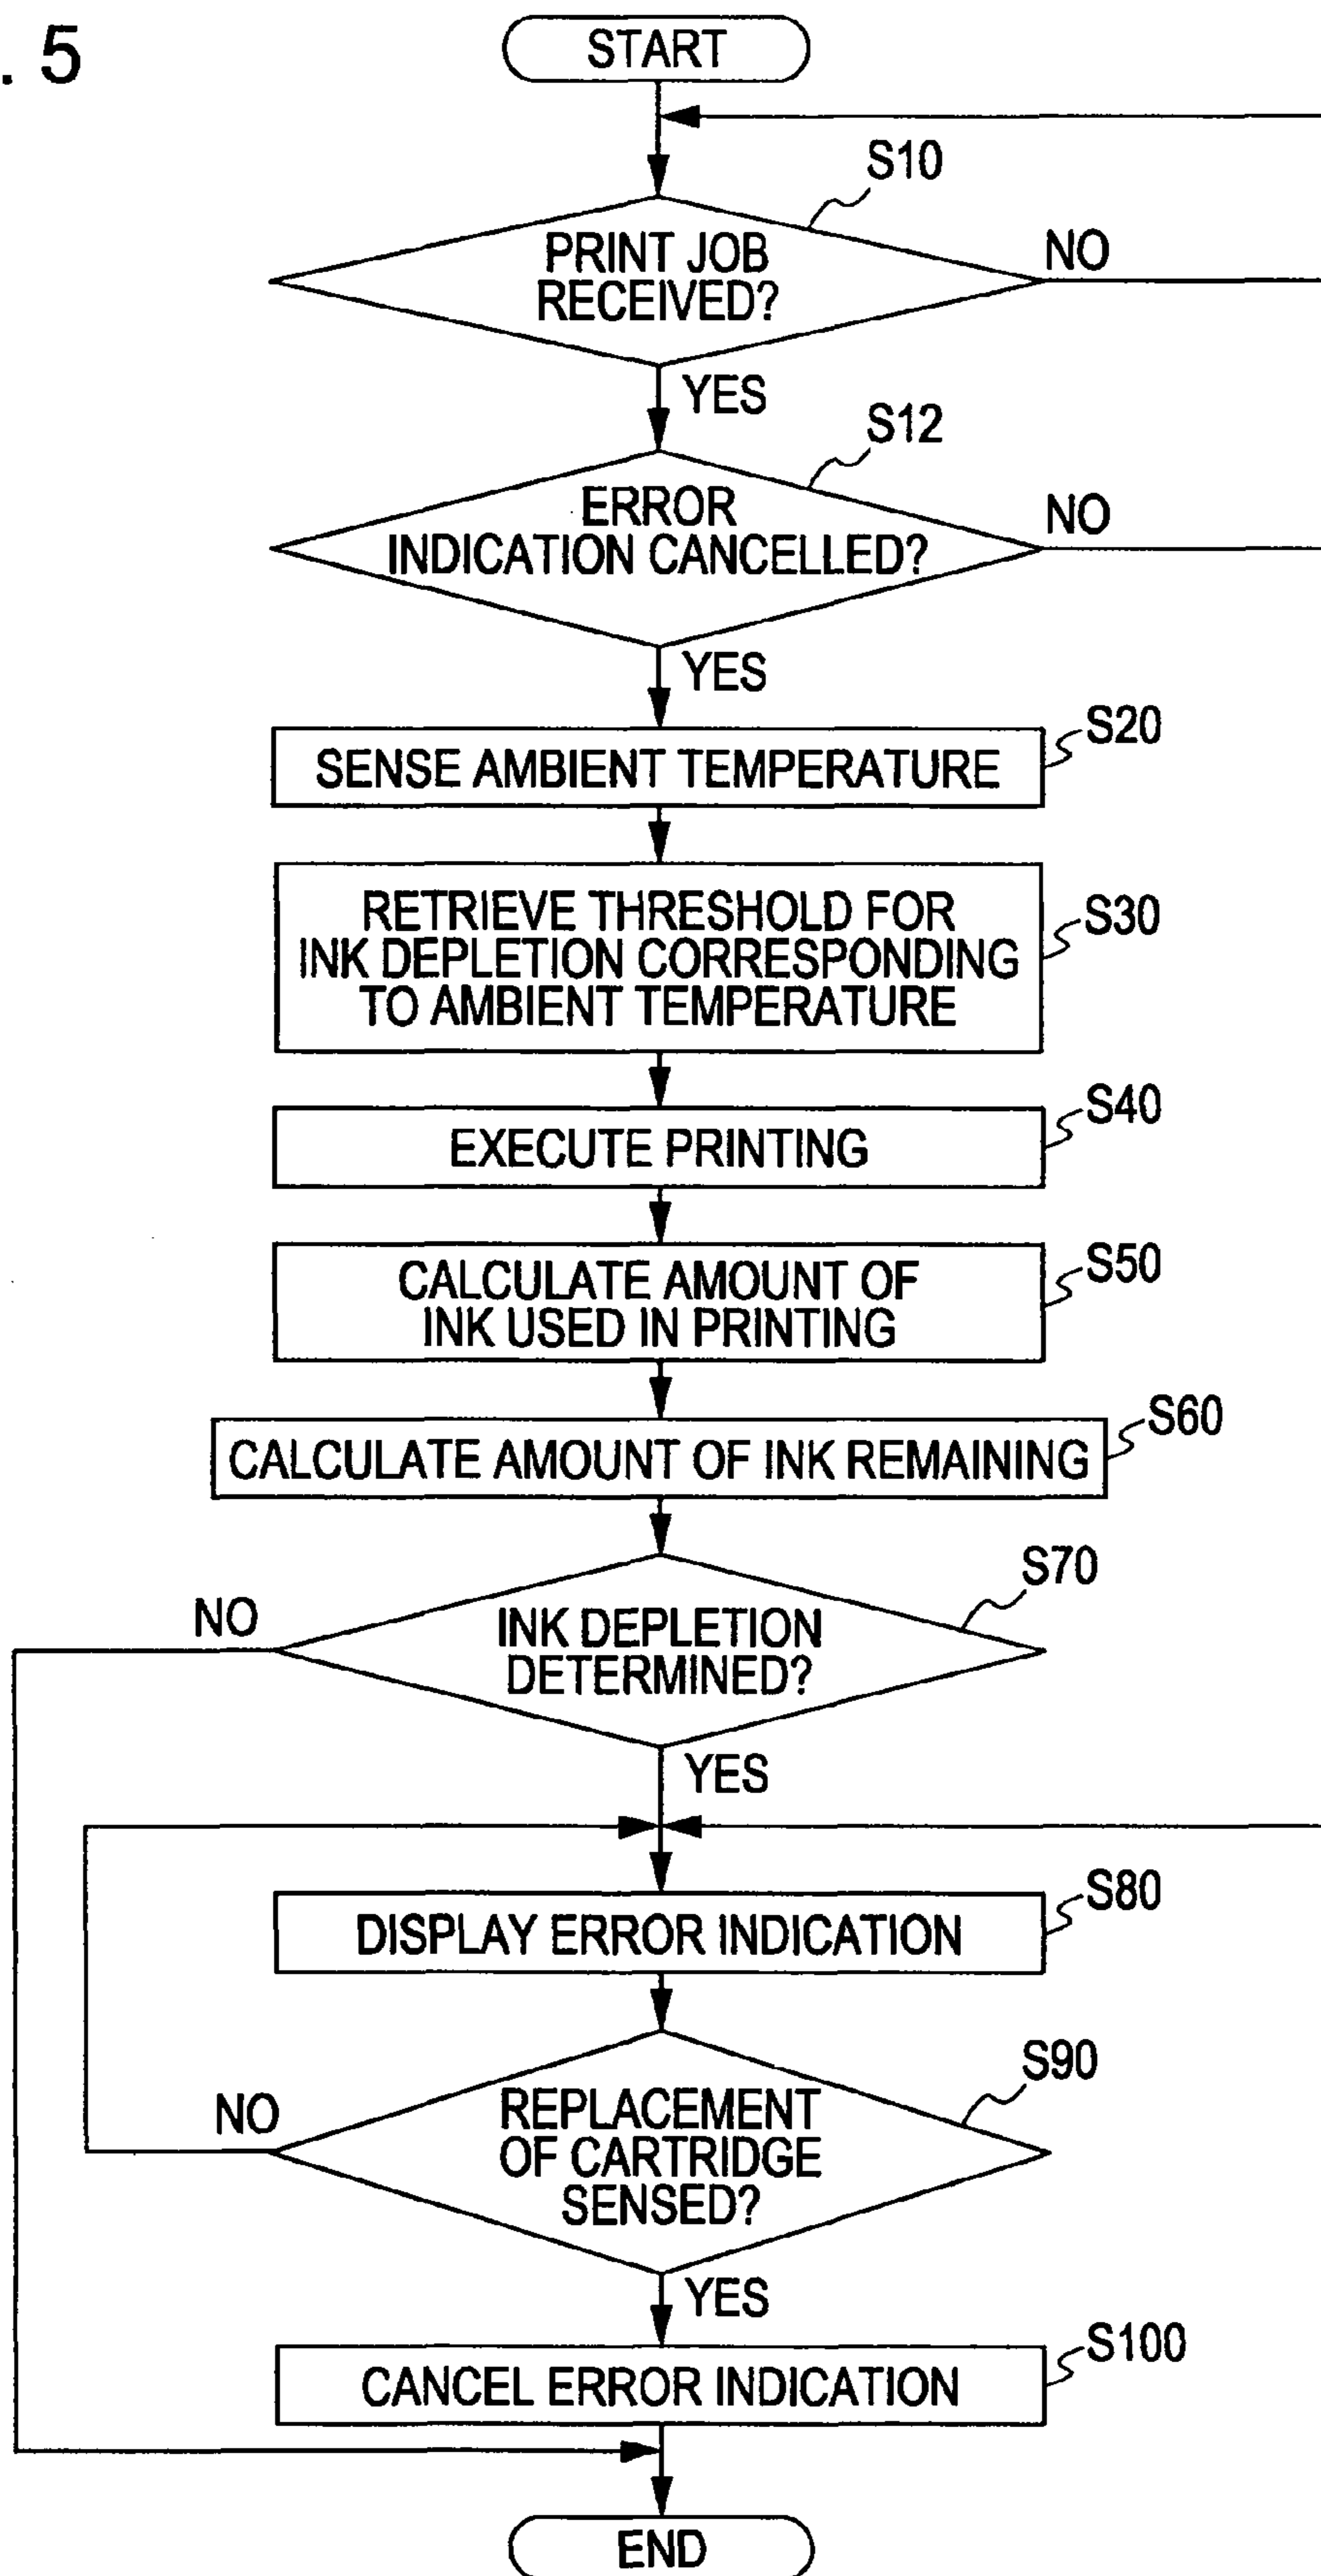 . 5
START
S10
PRINT JOB
RECEIVED?
NO
YES
S12
ERROR
INDICATION CANCELLED?
NO
YES
S20
SENSE AMBIENT TEMPERATURE
RETRIEVE THRESHOLD FOR
INK DEPLETION CORRESPONDING
TO AMBIENT TEMPERATURE
S30
S40
EXECUTE PRINTING
S50
CALCULATE AMOUNT OF
INK USED IN PRINTING
S60
CALCULATE AMOUNT OF INK REMAINING
S70
NO
INK DEPLETION
DETERMINED?
YES
S80
DISPLAY ERROR INDICATION
S90
NO
REPLACEMENT
OF CARTRIDGE
SENSED?
YES
S100
CANCEL ERROR INDICATION
END